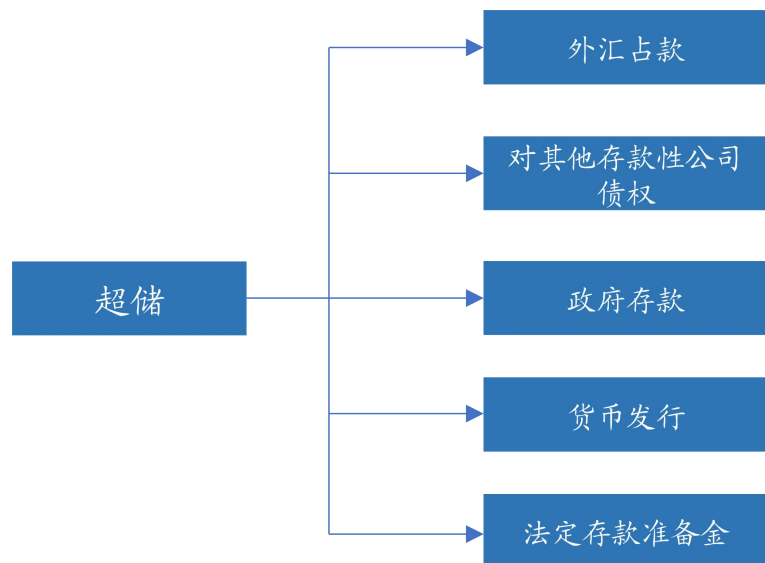 外汇占款
对其他存款性公司
债权
超储
政府存款
货币发行
法定存款准备金